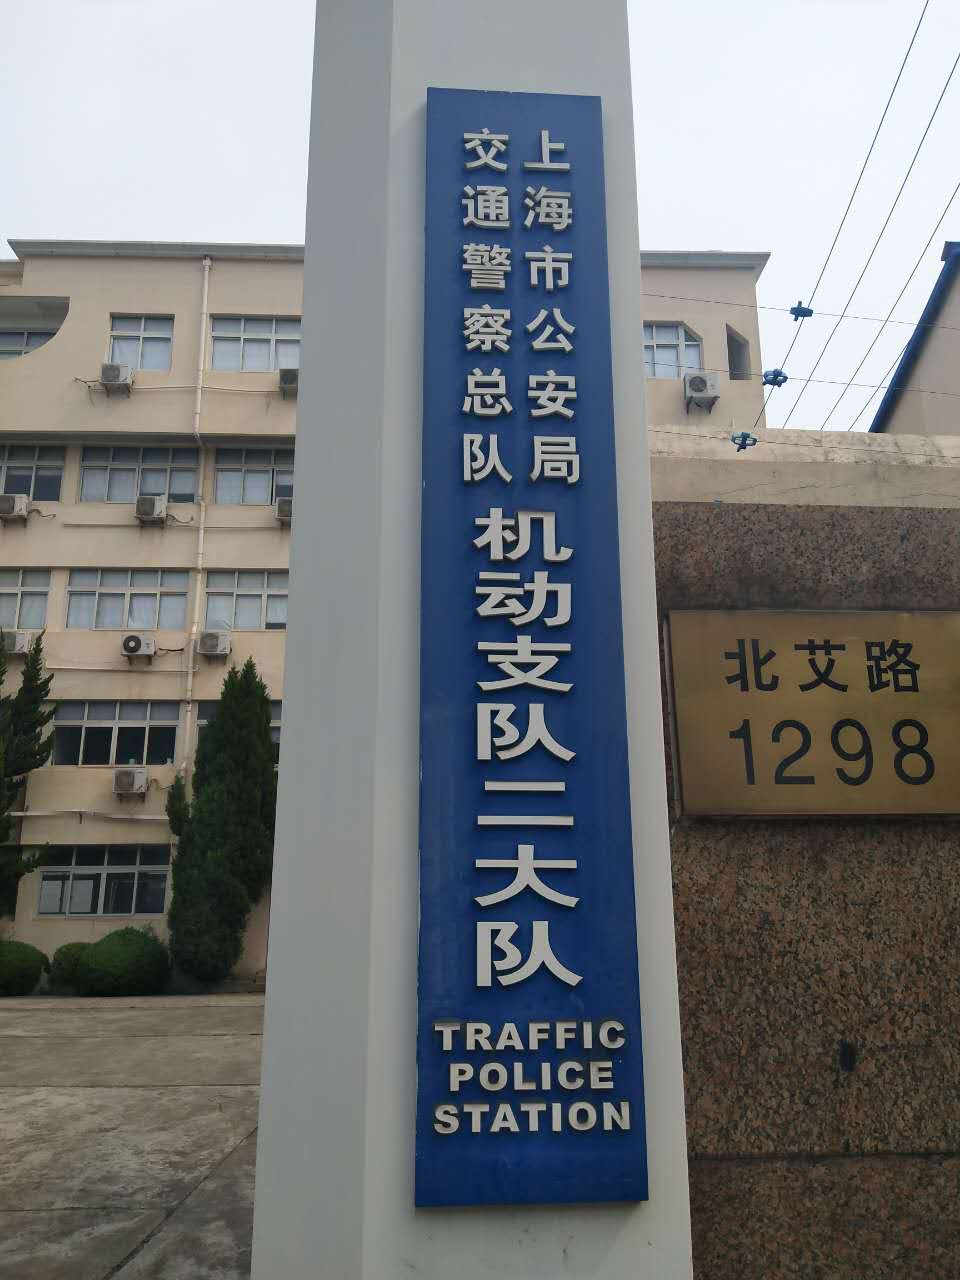 上海市公安局
交通警察总队
机动支队二大队
TRAFFIC
POLICE
STATION
北艾路
1298